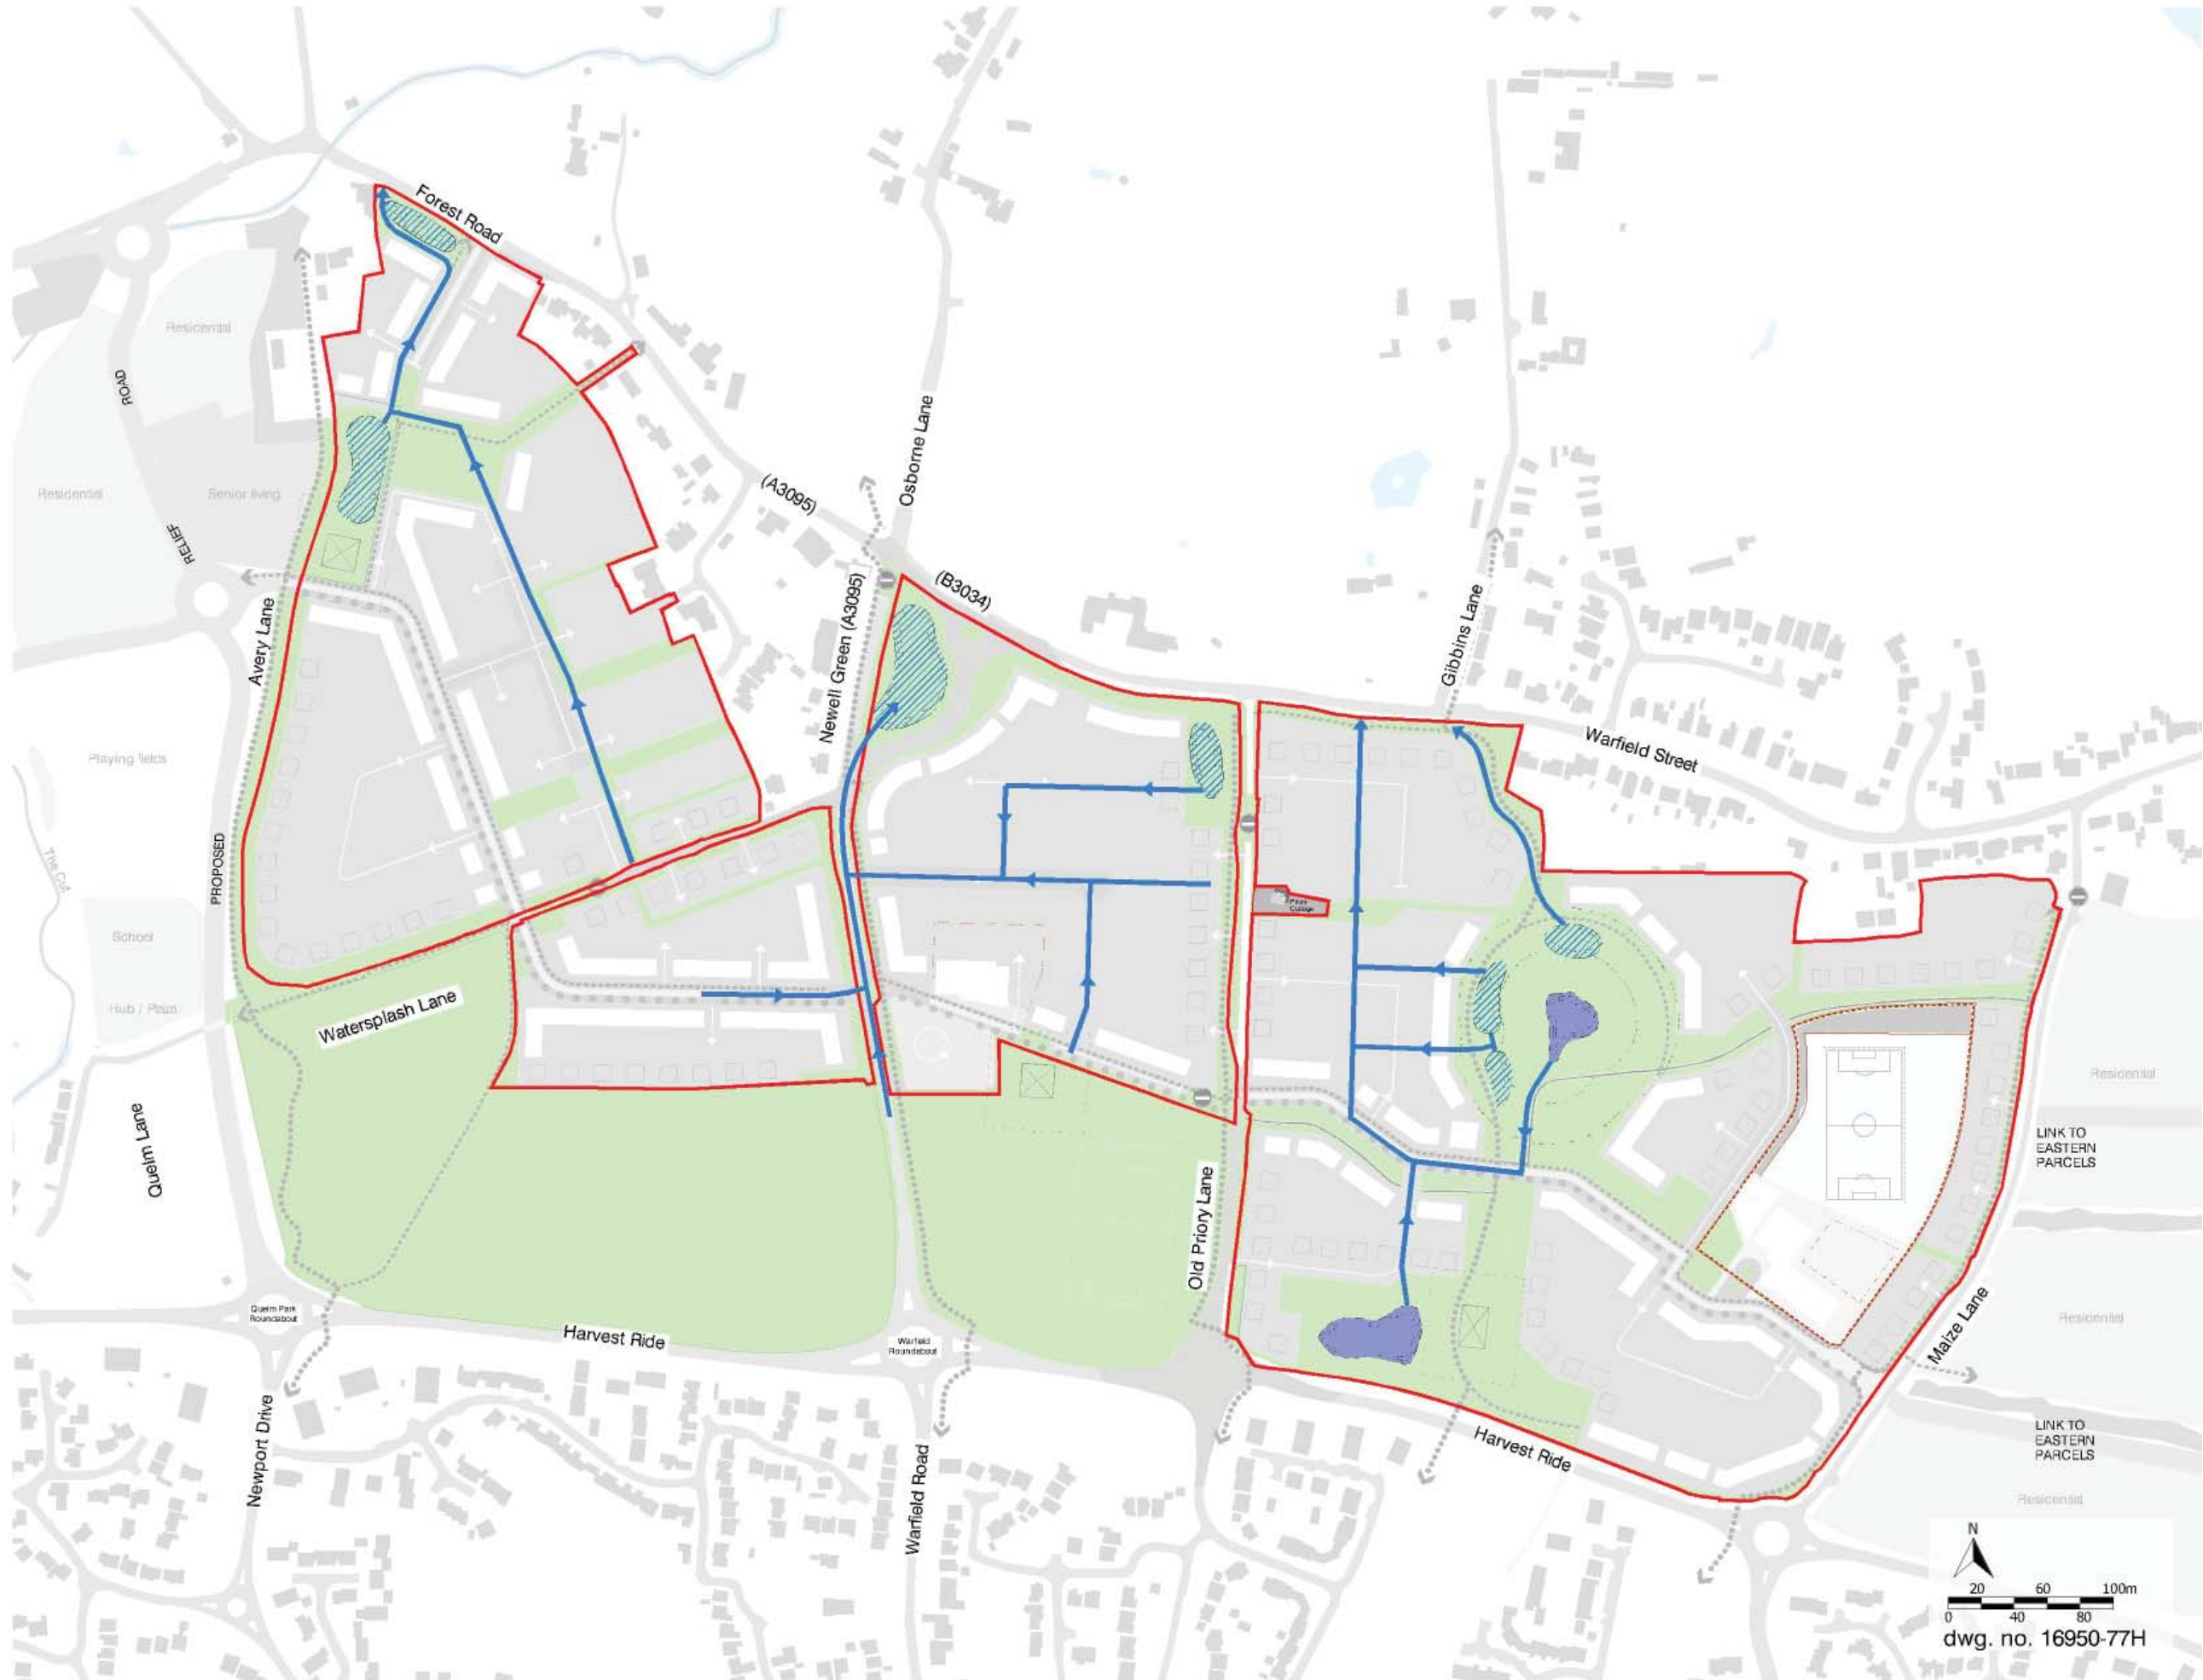 Forest Road
Residential
ROAD
Osborne Lane
(A3095)
Residential
Senior living
RELIEF
Newell Green (A3095)
(B3034)
Gibbins Lane
Avery Lane
Warfield Street
Playing fields
PROPOSED
The Cut
Priory
Cottage
School
Hub / Plaza
Watersplash Lane
Residential
Quelm Lane
LINK TO
EASTERN
PARCELS
Old Priory Lane
Quelm Park
Roundabout
Harvest Ride
Warfield
Roundabout
Maize Lane
Residential
Newport Drive
Warfield Road
Harvest Ride
LINK TO
EASTERN
PARCELS
Residential
N
20 60 100m
0 40 80
dwg. no. 16950-77H